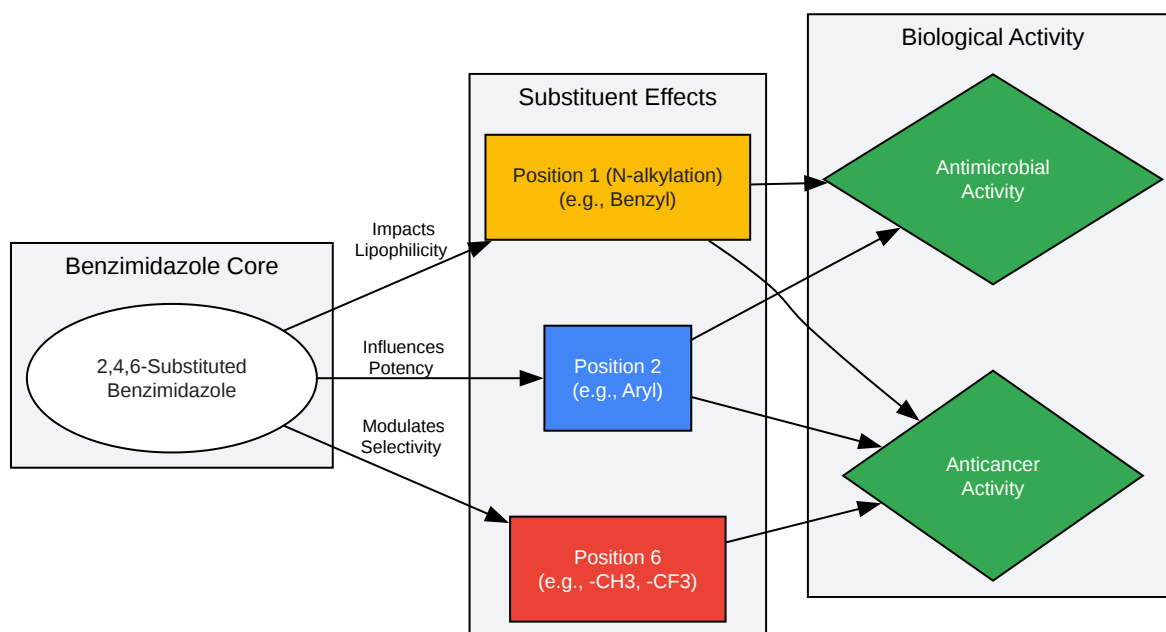 Benzimidazole Core
2,4,6-Substituted
Benzimidazole
Impacts
Lipophilicity
Influences
Potency
Modulates
Selectivity
Substituent Effects
Position 1 (N-alkylation)
(e.g., Benzyl)
Position 2
(e.g., Aryl)
Position 6
(e.g., -CH3, -CF3)
Biological Activity
Antimicrobial
Activity
Anticancer
Activity